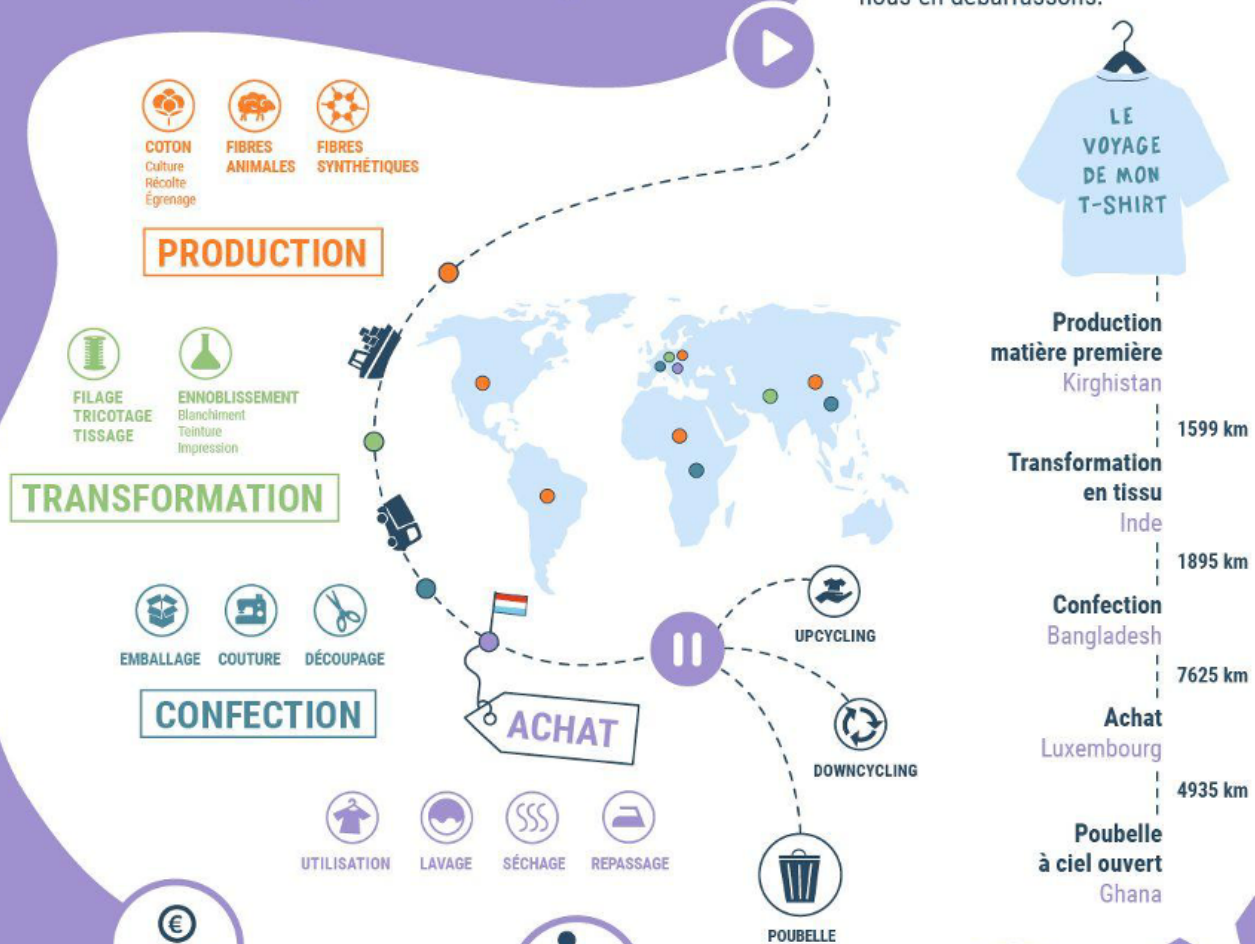 nous en débarrassons.
COTON
Culture
Récolte
Égrenage
FIBRES
ANIMALES
FIBRES
SYNTHÉTIQUES
PRODUCTION
FILAGE
TRICOTAGE
TISSAGE
ENNOBLISSEMENT
Blanchiment
Teinture
Impression
TRANSFORMATION
EMBALLAGE
COUTURE
DÉCOUPAGE
CONFECTION
ACHAT
UTILISATION
LAVAGE
SÉCHAGE
REPASSAGE
UPCYCLING
DOWNCYCLING
POUBELLE
LE
VOYAGE
DE MON
T-SHIRT
Production
matière première
Kirghistan
1599 km
Transformation
en tissu
Inde
1895 km
Confection
Bangladesh
7625 km
Achat
Luxembourg
4935 km
Poubelle
à ciel ouvert
Ghana
€